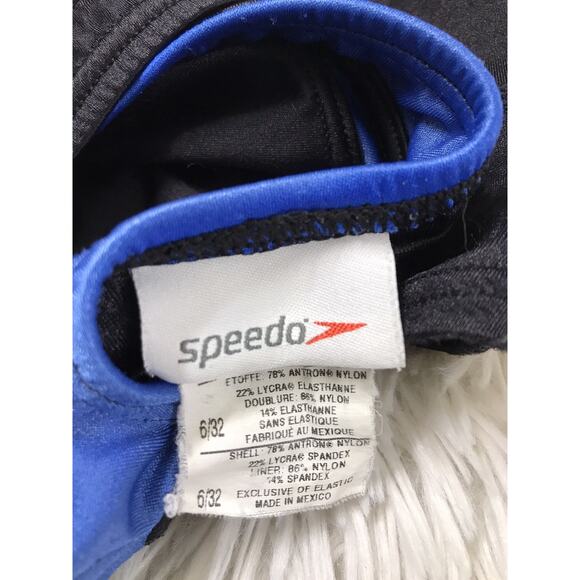 speedo
ETOFFE: 78% ANTRON® NYLON
22% LYCRA® ELASTHANNE
DOUBLURE: 86% NYLON
14% ELASTHANNE
SANS ELASTIQUE
FABRIQUÉ AU MEXIQUE
6/32
SHELL: 78% ANTRON® NYLON
22% LYCRA® SPANDEX
LINER: 86% NYLON
14% SPANDEX
EXCLUSIVE OF ELASTIC
MADE IN MEXICO
6/32